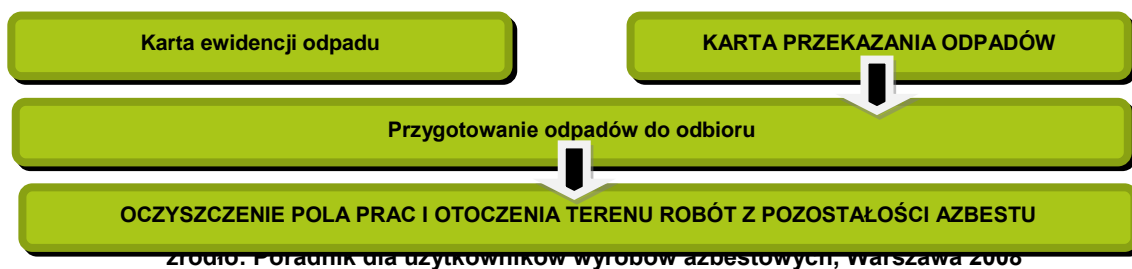 Karta ewidencji odpadu
KARTA PRZEKAZANIA ODPADÓW
Przygotowanie odpadów do odbioru
OCZYSZCZENIE POLA PRAC I OTOCZENIA TERENU ROBÓT Z POZOSTAŁOŚCI AZBESTU
źródło: Poradnik dla użytkowników wyrobów azbestowych, Warszawa 2008